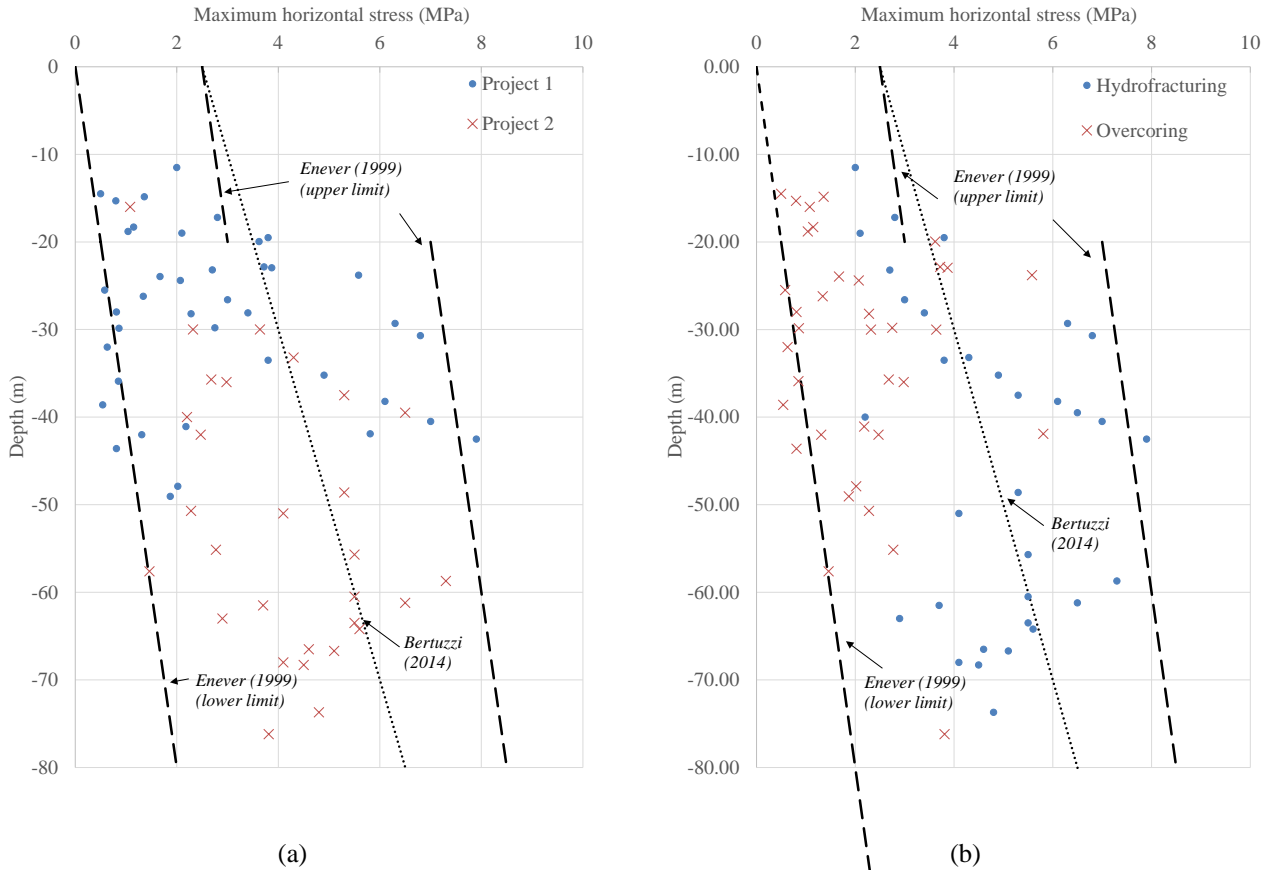 Maximum horizontal stress (MPa)
0 2 4 6 8 10
0
-10
-20
-30
-40
-50
-60
-70
-80
Depth (m)
Project 1
Project 2
Enever (1999)
(upper limit)
Bertuzzi
(2014)
Enever (1999)
(lower limit)
(a)
Maximum horizontal stress (MPa)
0 2 4 6 8 10
0.00
-10.00
-20.00
-30.00
-40.00
-50.00
-60.00
-70.00
-80.00
Depth (m)
Hydrofracturing
Overcoring
Enever (1999)
(upper limit)
Bertuzzi
(2014)
Enever (1999)
(lower limit)
(b)